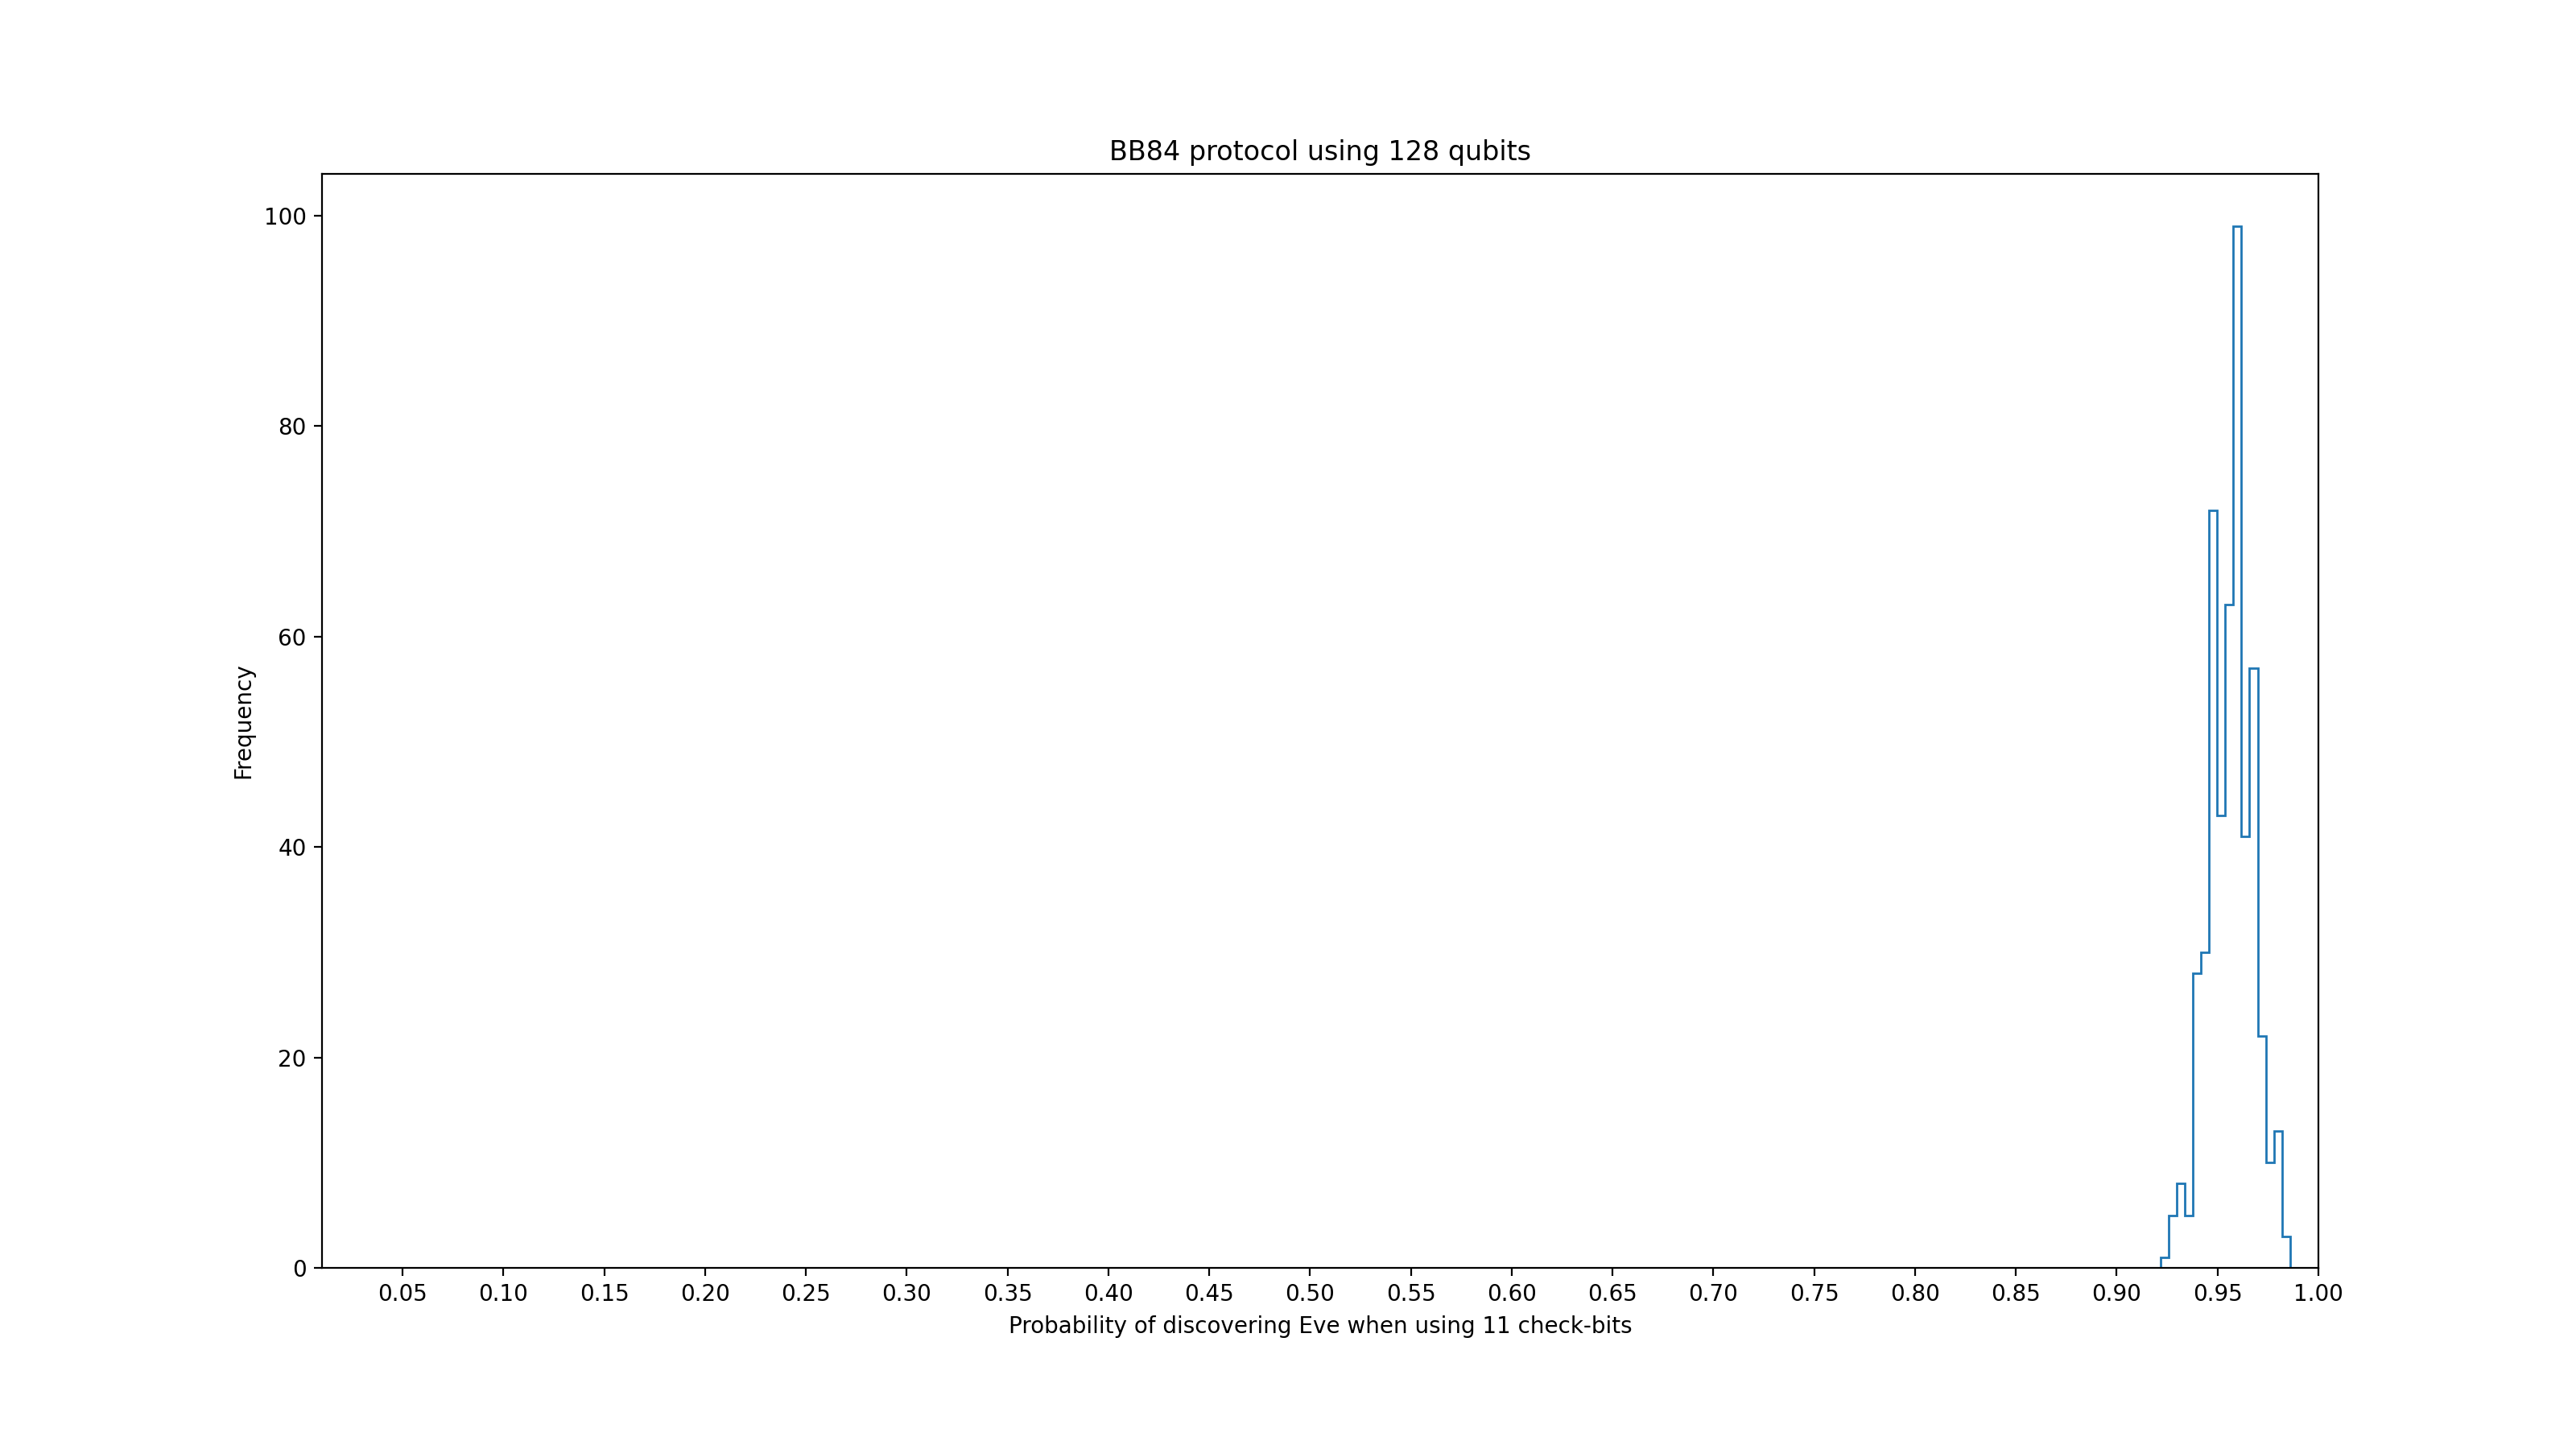 BB84 protocol using 128 qubits
100
80
60
40
20
0
Frequency
0.05 0.10 0.15 0.20 0.25 0.30 0.35 0.40 0.45 0.50 0.55 0.60 0.65 0.70 0.75 0.80 0.85 0.90 0.95 1.00
Probability of discovering Eve when using 11 check-bits